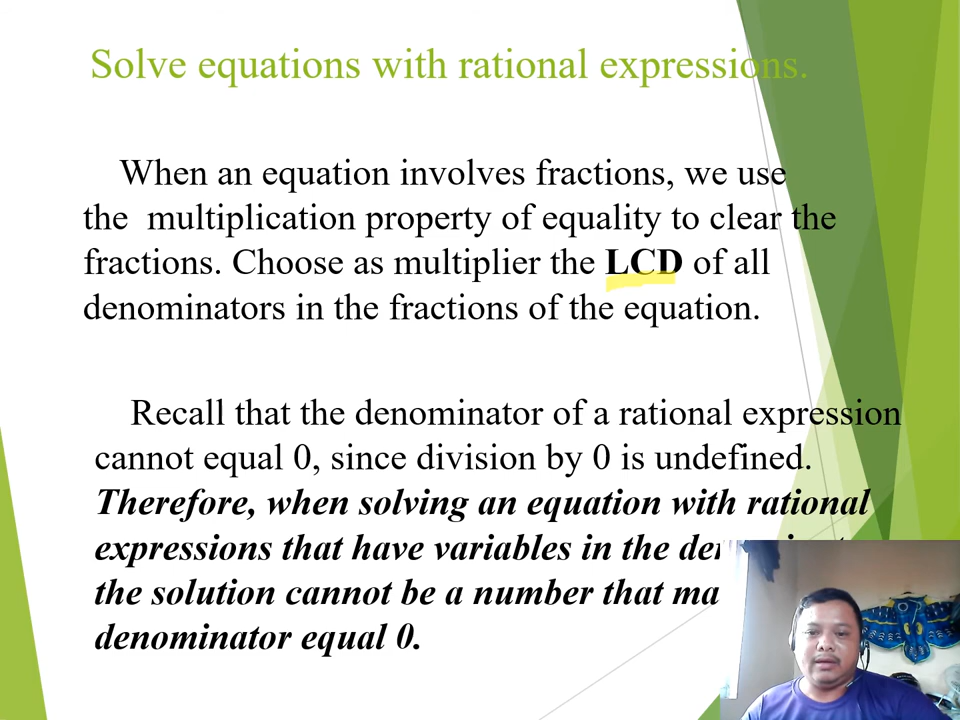 Solve equations with rational expressions.
When an equation involves fractions, we use
the multiplication property of equality to clear the
fractions. Choose as multiplier the LCD of all
denominators in the fractions of the equation.
Recall that the denominator of a rational expression
cannot equal 0, since division by 0 is undefined.
Therefore, when solving an equation with rational
expressions that have variables in the
the solution cannot be a number that
denominator equal 0.